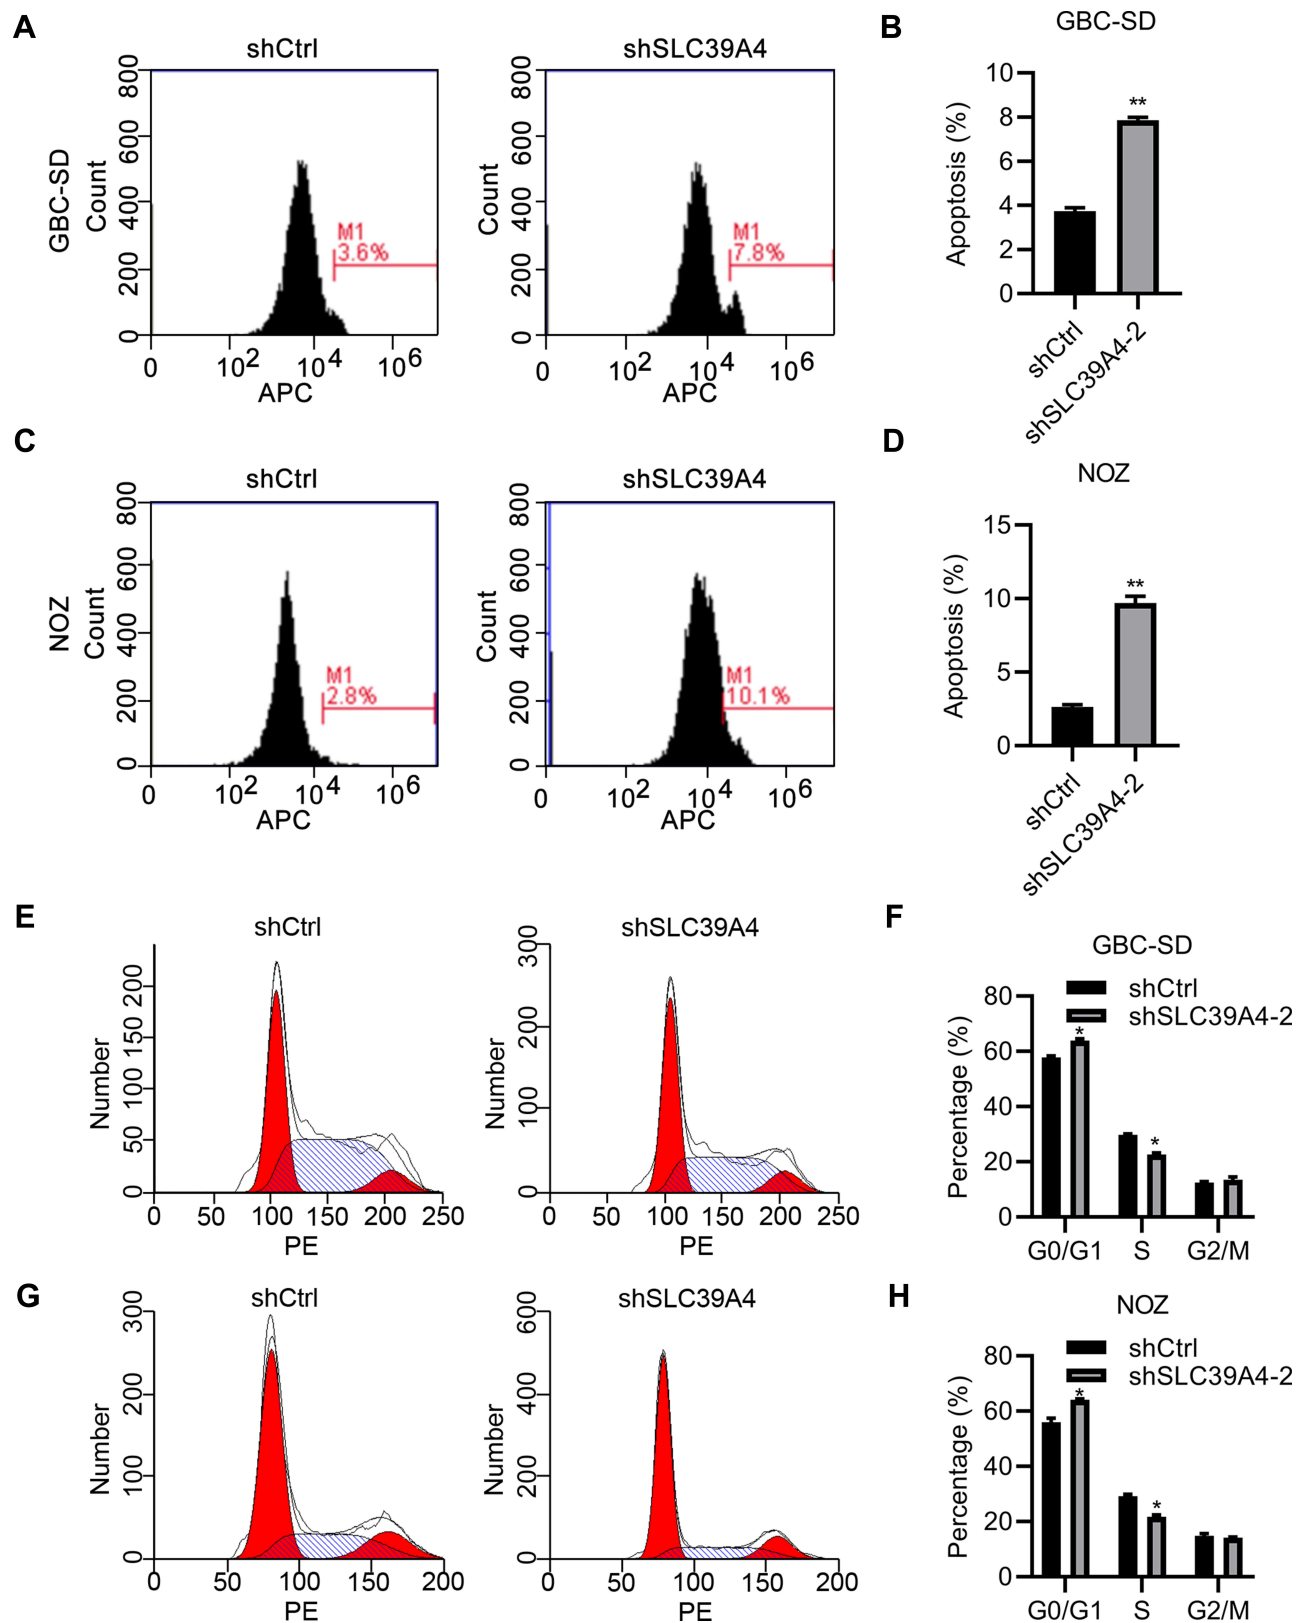 A
shCtrl
shSLC39A4
GBC-SD
Count
800
600
400
200
0
M1
3.6%
0
10²
10⁴
10⁶
APC
Count
800
600
400
200
0
M1
7.8%
0
10²
10⁴
10⁶
APC
B
GBC-SD
Apoptosis (%)
10
8
6
4
2
0
**
shCtrl
shSLC39A4-2
C
shCtrl
shSLC39A4
NOZ
Count
800
600
400
200
0
M1
2.8%
0
10²
10⁴
10⁶
APC
Count
800
600
400
200
0
M1
10.1%
0
10²
10⁴
10⁶
APC
D
NOZ
Apoptosis (%)
15
10
5
0
**
shCtrl
shSLC39A4-2
E
shCtrl
Number
200
150
100
50
0
0
50
100
150
200
250
PE
shSLC39A4
Number
300
200
100
0
0
50
100
150
200
250
PE
F
GBC-SD
shCtrl
shSLC39A4-2
Percentage (%)
80
60
40
20
0
*
*
G0/G1
S
G2/M
G
shCtrl
Number
300
200
100
0
0
50
100
150
200
PE
shSLC39A4
Number
600
400
200
0
0
50
100
150
200
PE
H
NOZ
shCtrl
shSLC39A4-2
Percentage (%)
80
60
40
20
0
*
*
G0/G1
S
G2/M